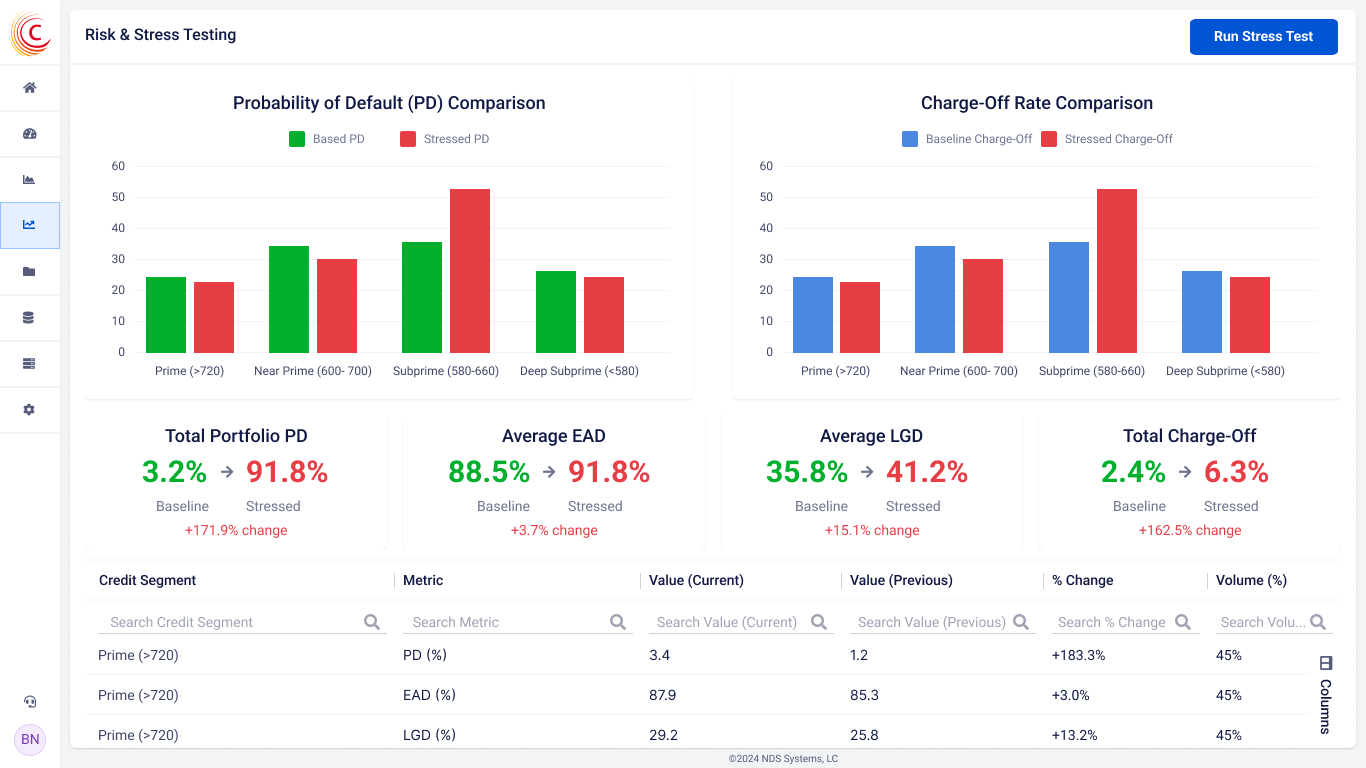 C
Risk & Stress Testing
Run Stress Test
Probability of Default (PD) Comparison
Based PD Stressed PD
60
50
40
30
20
10
0
Prime (>720) Near Prime (600- 700) Subprime (580-660) Deep Subprime (<580)
Charge-Off Rate Comparison
Baseline Charge-Off Stressed Charge-Off
60
50
40
30
20
10
0
Prime (>720) Near Prime (600- 700) Subprime (580-660) Deep Subprime (<580)
Total Portfolio PD
3.2% → 91.8%
Baseline Stressed
+171.9% change
Average EAD
88.5% → 91.8%
Baseline Stressed
+3.7% change
Average LGD
35.8% → 41.2%
Baseline Stressed
+15.1% change
Total Charge-Off
2.4% → 6.3%
Baseline Stressed
+162.5% change
Credit Segment Metric Value (Current) Value (Previous) % Change Volume (%)
Search Credit Segment Search Metric Search Value (Current) Search Value (Previous) Search % Change Search Volu...
Prime (>720) PD (%) 3.4 1.2 +183.3% 45%
Prime (>720) EAD (%) 87.9 85.3 +3.0% 45%
Prime (>720) LGD (%) 29.2 25.8 +13.2% 45%
Columns
BN
©2024 NDS Systems, LC